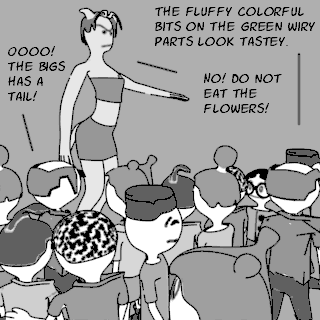 THE FLUFFY COLORFUL
BITS ON THE GREEN WIRY
PARTS LOOK TASTEY.
OOOO!
THE BIGS
HAS A
TAIL!
NO! DO NOT
EAT THE
FLOWERS!